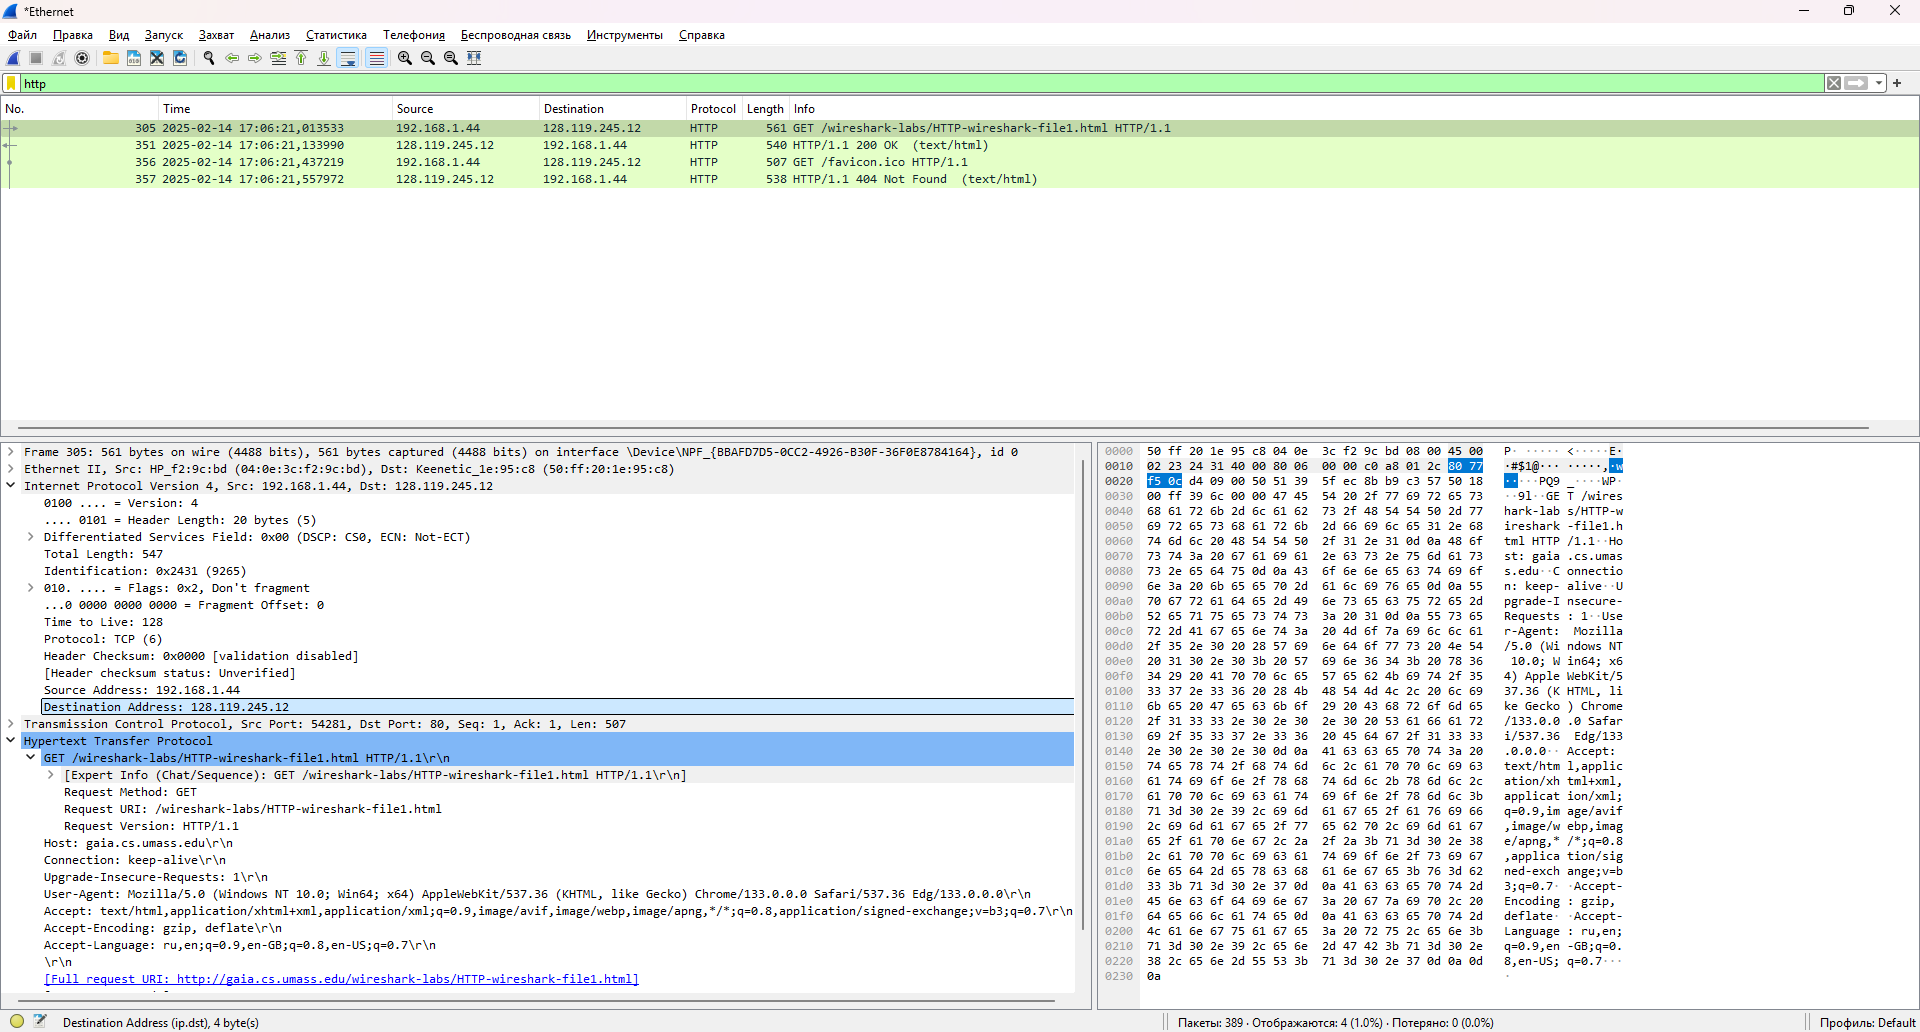 *Ethernet
Файл Правка Вид Запуск Захват Анализ Статистика Телефония Беспроводная связь Инструменты Справка
http
No. Time Source Destination Protocol Length Info
305 2025-02-14 17:06:21,013533 192.168.1.44 128.119.245.12 HTTP 561 GET /wireshark-labs/HTTP-wireshark-file1.html HTTP/1.1
351 2025-02-14 17:06:21,133990 128.119.245.12 192.168.1.44 HTTP 540 HTTP/1.1 200 OK (text/html)
356 2025-02-14 17:06:21,437219 192.168.1.44 128.119.245.12 HTTP 507 GET /favicon.ico HTTP/1.1
357 2025-02-14 17:06:21,557972 128.119.245.12 192.168.1.44 HTTP 538 HTTP/1.1 404 Not Found (text/html)
Frame 305: 561 bytes on wire (4488 bits), 561 bytes captured (4488 bits) on interface \Device\NPF_{BBAFD7D5-0CC2-4926-B30F-36F0E8784164}, id 0
Ethernet II, Src: HP_f2:9c:bd (04:0e:3c:f2:9c:bd), Dst: Keenetic_1e:95:c8 (50:ff:20:1e:95:c8)
Internet Protocol Version 4, Src: 192.168.1.44, Dst: 128.119.245.12
0100 .... = Version: 4
.... 0101 = Header Length: 20 bytes (5)
Differentiated Services Field: 0x00 (DSCP: CS0, ECN: Not-ECT)
Total Length: 547
Identification: 0x2431 (9265)
010. .... = Flags: 0x2, Don't fragment
...0 0000 0000 0000 = Fragment Offset: 0
Time to Live: 128
Protocol: TCP (6)
Header Checksum: 0x0000 [validation disabled]
[Header checksum status: Unverified]
Source Address: 192.168.1.44
Destination Address: 128.119.245.12
Transmission Control Protocol, Src Port: 54281, Dst Port: 80, Seq: 1, Ack: 1, Len: 507
Hypertext Transfer Protocol
GET /wireshark-labs/HTTP-wireshark-file1.html HTTP/1.1\r\n
[Expert Info (Chat/Sequence): GET /wireshark-labs/HTTP-wireshark-file1.html HTTP/1.1\r\n]
Request Method: GET
Request URI: /wireshark-labs/HTTP-wireshark-file1.html
Request Version: HTTP/1.1
Host: gaia.cs.umass.edu\r\n
Connection: keep-alive\r\n
Upgrade-Insecure-Requests: 1\r\n
User-Agent: Mozilla/5.0 (Windows NT 10.0; Win64; x64) AppleWebKit/537.36 (KHTML, like Gecko) Chrome/133.0.0.0 Safari/537.36 Edg/133.0.0.0\r\n
Accept: text/html,application/xhtml+xml,application/xml;q=0.9,image/avif,image/webp,image/apng,*/*;q=0.8,application/signed-exchange;v=b3;q=0.7\r\n
Accept-Encoding: gzip, deflate\r\n
Accept-Language: ru,en;q=0.9,en-GB;q=0.8,en-US;q=0.7\r\n
\r\n
[Full request URI: http://gaia.cs.umass.edu/wireshark-labs/HTTP-wireshark-file1.html]
0000 50 ff 20 1e 95 c8 04 0e 3c f2 9c bd 08 00 45 00 P· ····· <·····E·
0010 02 23 24 31 40 00 80 06 00 00 c0 a8 01 2c 80 77 ·#$1@··· ·····,·w
0020 f5 0c d4 09 00 50 51 39 5f ec 8b b9 c3 57 50 18 ·····PQ9 _····WP·
0030 00 ff 39 6c 00 00 47 45 54 20 2f 77 69 72 65 73 ··9l··GE T /wires
0040 68 61 72 6b 2d 6c 61 62 73 2f 48 54 54 50 2d 77 hark-lab s/HTTP-w
0050 69 72 65 73 68 61 72 6b 2d 66 69 6c 65 31 2e 68 ireshark -file1.h
0060 74 6d 6c 20 48 54 54 50 2f 31 2e 31 0d 0a 48 6f tml HTTP /1.1··Ho
0070 73 74 3a 20 67 61 69 61 2e 63 73 2e 75 6d 61 73 st: gaia .cs.umas
0080 73 2e 65 64 75 0d 0a 43 6f 6e 6e 65 63 74 69 6f s.edu··C onnectio
0090 6e 3a 20 6b 65 65 70 2d 61 6c 69 76 65 0d 0a 55 n: keep- alive··U
00a0 70 67 72 61 64 65 2d 49 6e 73 65 63 75 72 65 2d pgrade-I nsecure-
00b0 52 65 71 75 65 73 74 73 3a 20 31 0d 0a 55 73 65 Requests : 1··Use
00c0 72 2d 41 67 65 6e 74 3a 20 4d 6f 7a 69 6c 6c 61 r-Agent: Mozilla
00d0 2f 35 2e 30 20 28 57 69 6e 64 6f 77 73 20 4e 54 /5.0 (Wi ndows NT
00e0 20 31 30 2e 30 3b 20 57 69 6e 36 34 3b 20 78 36 10.0; W in64; x6
00f0 34 29 20 41 70 70 6c 65 57 65 62 4b 69 74 2f 35 4) Apple WebKit/5
0100 33 37 2e 33 36 20 28 4b 48 54 4d 4c 2c 20 6c 69 37.36 (K HTML, li
0110 6b 65 20 47 65 63 6b 6f 29 20 43 68 72 6f 6d 65 ke Gecko ) Chrome
0120 2f 31 33 33 2e 30 2e 30 2e 30 20 53 61 66 61 72 /133.0.0 .0 Safar
0130 69 2f 35 33 37 2e 33 36 20 45 64 67 2f 31 33 33 i/537.36 Edg/133
0140 2e 30 2e 30 2e 30 0d 0a 41 63 63 65 70 74 3a 20 .0.0.0·· Accept:
0150 74 65 78 74 2f 68 74 6d 6c 2c 61 70 70 6c 69 63 text/htm l,applic
0160 61 74 69 6f 6e 2f 78 68 74 6d 6c 2b 78 6d 6c 2c ation/xh tml+xml,
0170 61 70 70 6c 69 63 61 74 69 6f 6e 2f 78 6d 6c 3b applicat ion/xml;
0180 71 3d 30 2e 39 2c 69 6d 61 67 65 2f 61 76 69 66 q=0.9,im age/avif
0190 2c 69 6d 61 67 65 2f 77 65 62 70 2c 69 6d 61 67 ,image/w ebp,imag
01a0 65 2f 61 70 6e 67 2c 2a 2f 2a 3b 71 3d 30 2e 38 e/apng,* /*;q=0.8
01b0 2c 61 70 70 6c 69 63 61 74 69 6f 6e 2f 73 69 67 ,applica tion/sig
01c0 6e 65 64 2d 65 78 63 68 61 6e 67 65 3b 76 3d 62 ned-exch ange;v=b
01d0 33 3b 71 3d 30 2e 37 0d 0a 41 63 63 65 70 74 2d 3;q=0.7· ·Accept-
01e0 45 6e 63 6f 64 69 6e 67 3a 20 67 7a 69 70 2c 20 Encoding : gzip,
01f0 64 65 66 6c 61 74 65 0d 0a 41 63 63 65 70 74 2d deflate· ·Accept-
0200 4c 61 6e 67 75 61 67 65 3a 20 72 75 2c 65 6e 3b Language : ru,en;
0210 71 3d 30 2e 39 2c 65 6e 2d 47 42 3b 71 3d 30 2e q=0.9,en -GB;q=0.
0220 38 2c 65 6e 2d 55 53 3b 71 3d 30 2e 37 0d 0a 0d 8,en-US; q=0.7···
0230 0a ·
Destination Address (ip.dst), 4 byte(s)
Пакеты: 389 · Отображаются: 4 (1.0%) · Потеряно: 0 (0.0%)
Профиль: Default